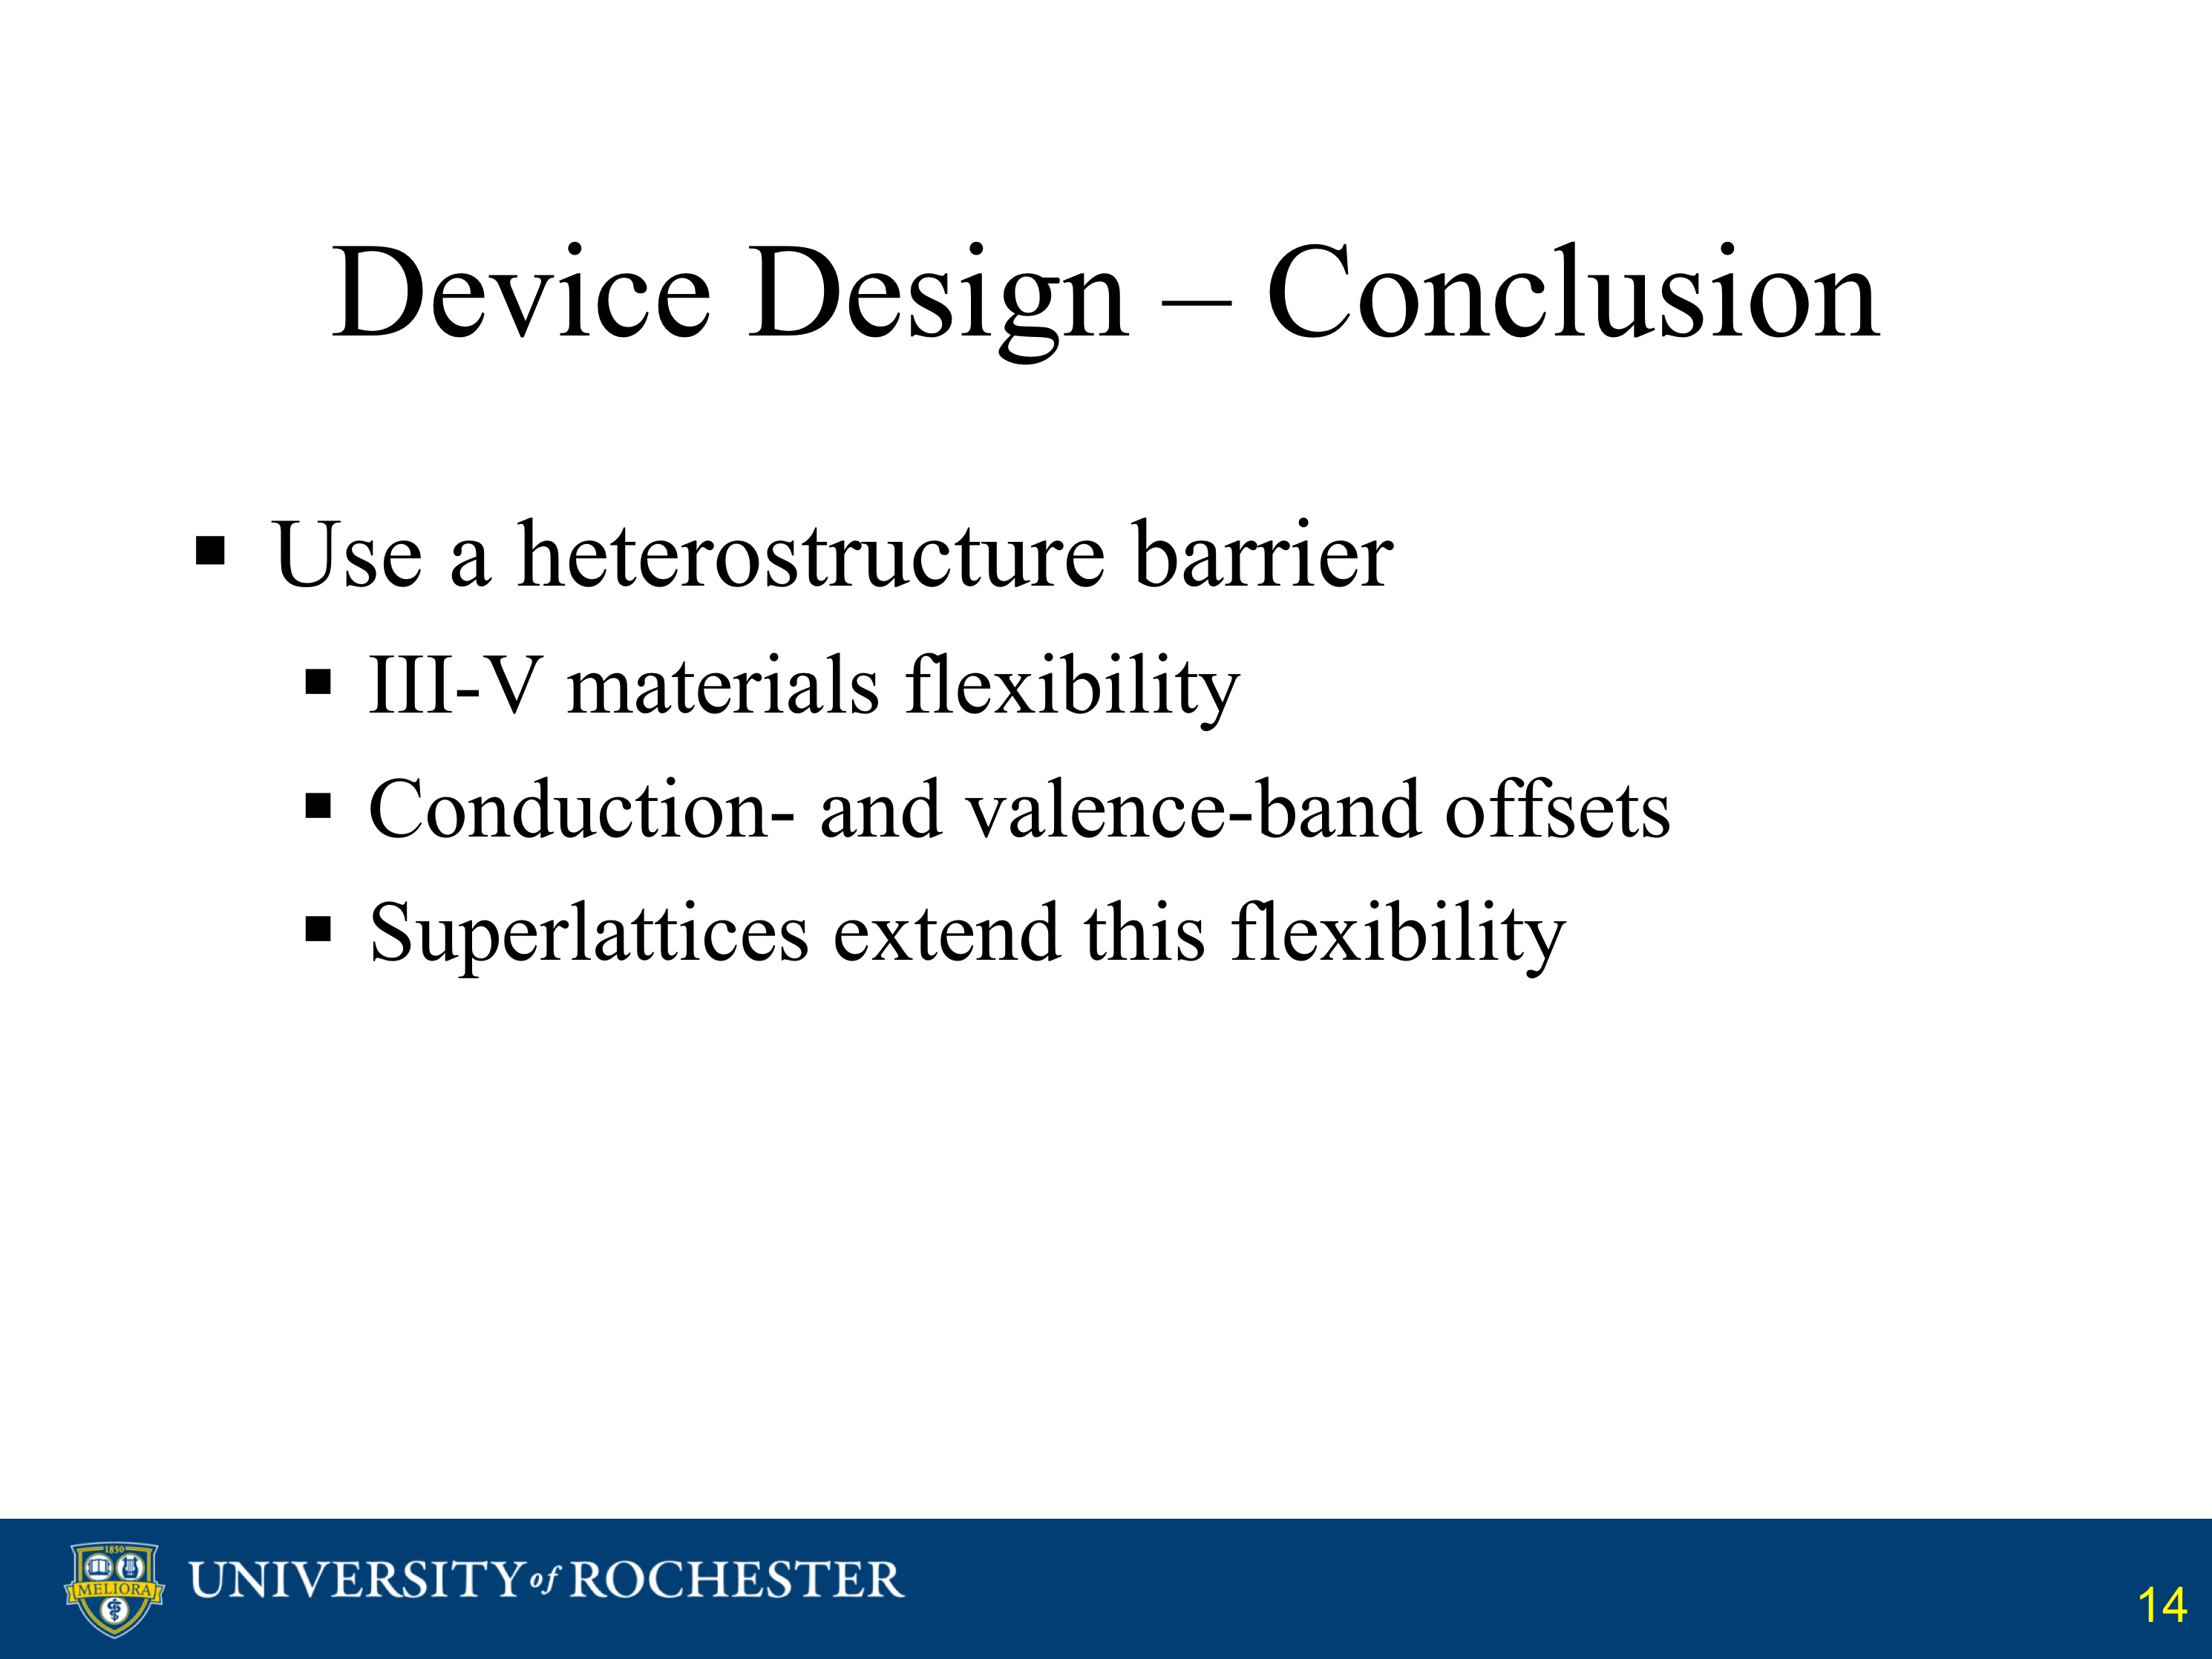 Device Design – Conclusion
▪ Use a heterostructure barrier
▪ III-V materials flexibility
▪ Conduction- and valence-band offsets
▪ Superlattices extend this flexibility
1850
MELIORA
UNIVERSITY of ROCHESTER
14